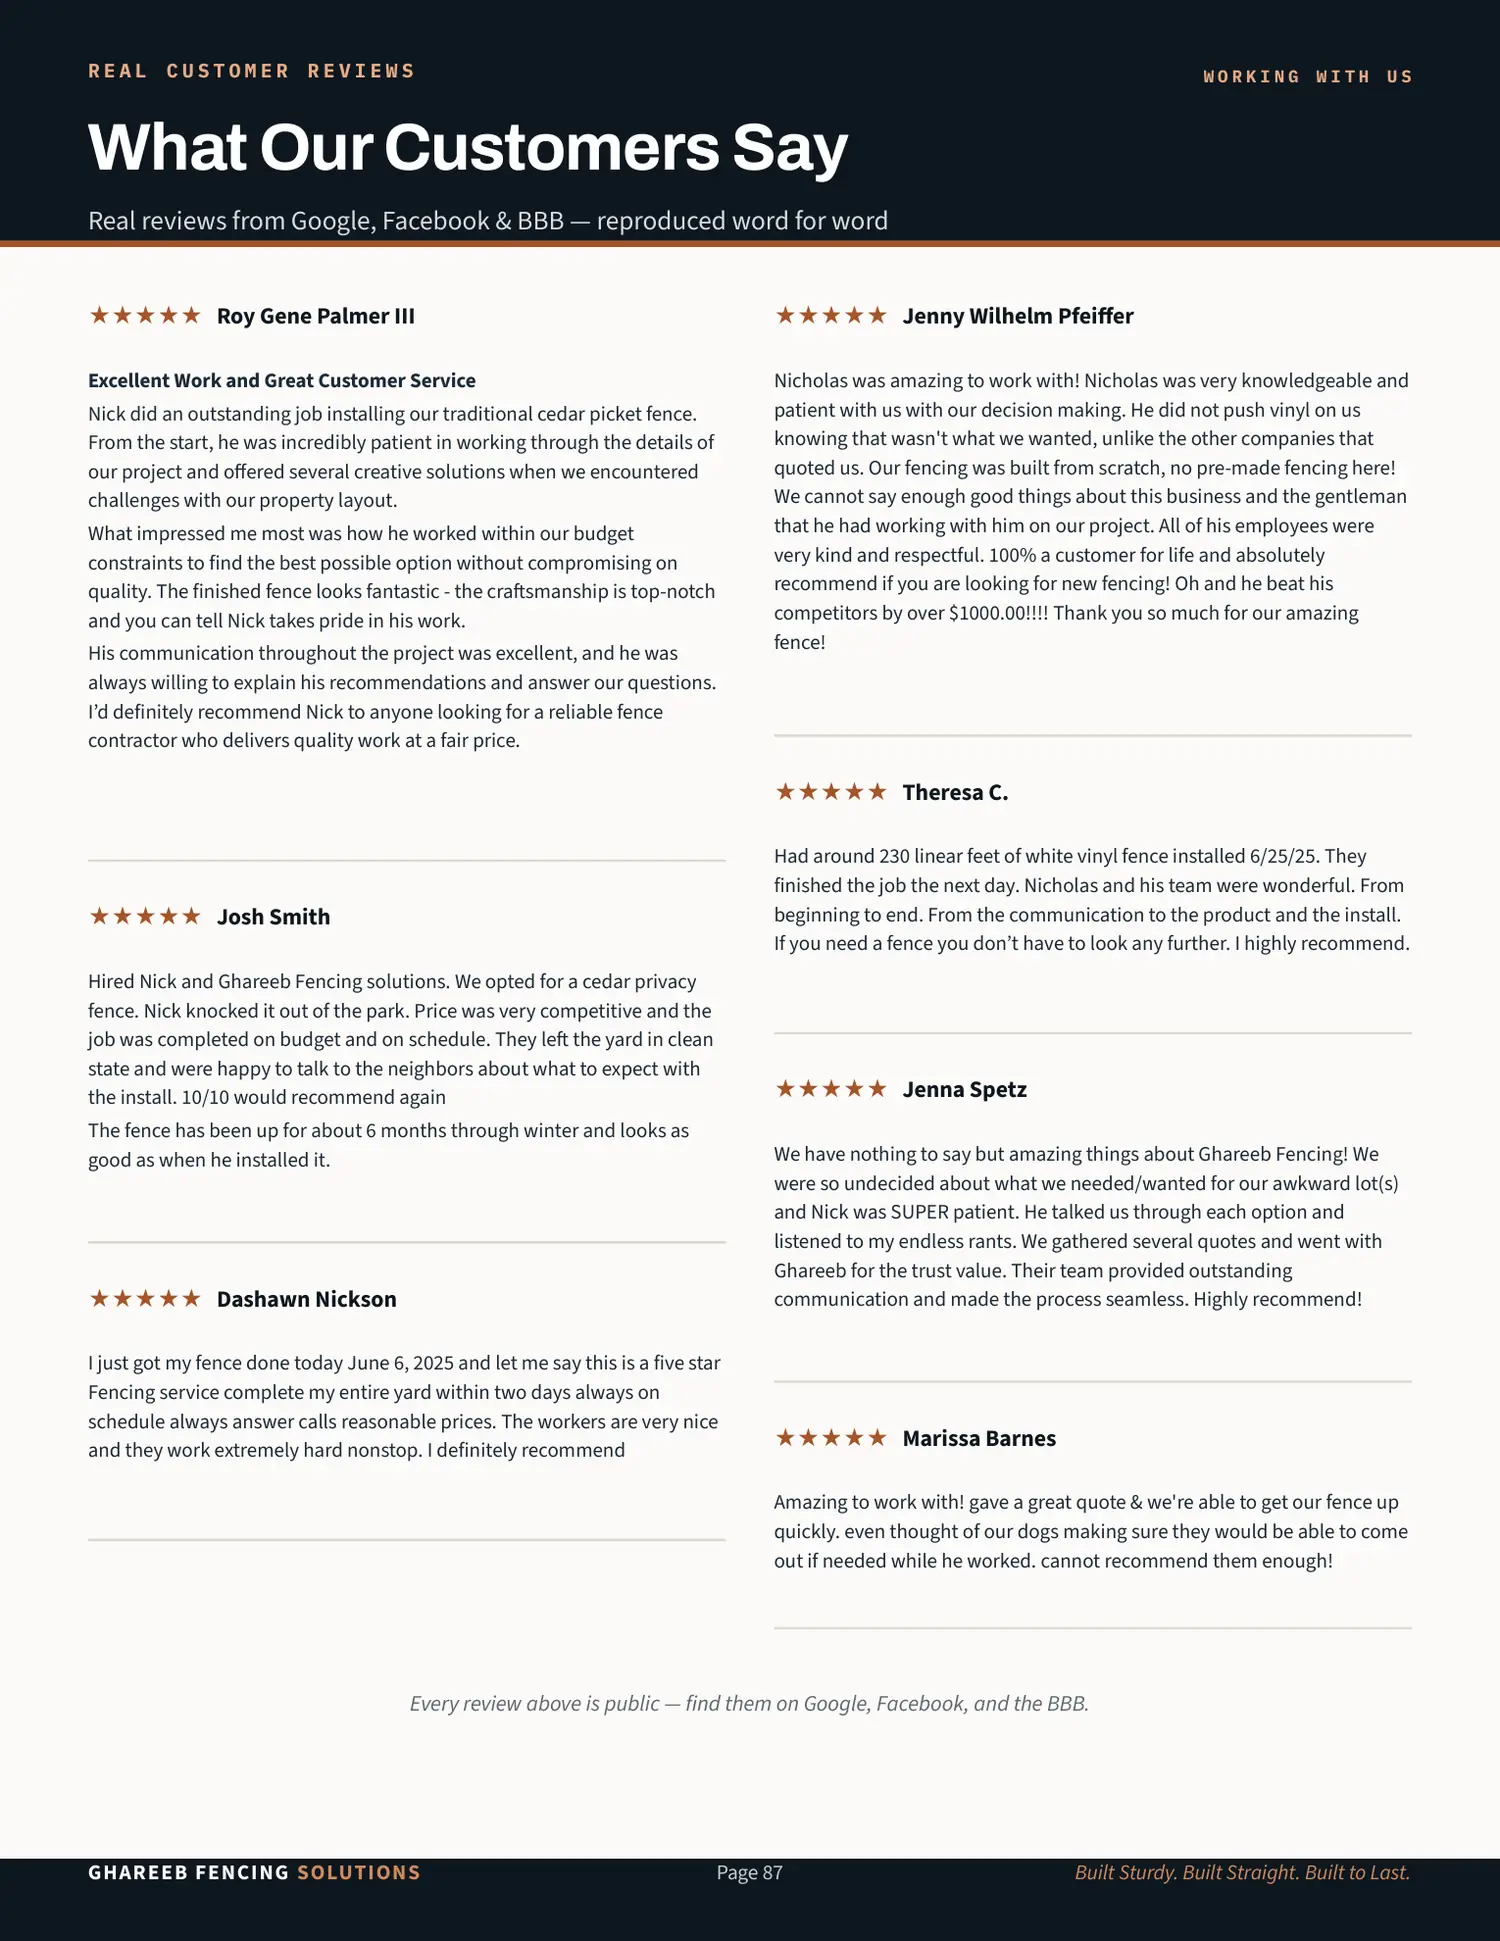 REAL CUSTOMER REVIEWS
WORKING WITH US
What Our Customers Say
Real reviews from Google, Facebook & BBB — reproduced word for word
★★★★★ Roy Gene Palmer III
Excellent Work and Great Customer Service
Nick did an outstanding job installing our traditional cedar picket fence.
From the start, he was incredibly patient in working through the details of
our project and offered several creative solutions when we encountered
challenges with our property layout.
What impressed me most was how he worked within our budget
constraints to find the best possible option without compromising on
quality. The finished fence looks fantastic - the craftsmanship is top-notch
and you can tell Nick takes pride in his work.
His communication throughout the project was excellent, and he was
always willing to explain his recommendations and answer our questions.
I’d definitely recommend Nick to anyone looking for a reliable fence
contractor who delivers quality work at a fair price.
★★★★★ Josh Smith
Hired Nick and Ghareeb Fencing solutions. We opted for a cedar privacy
fence. Nick knocked it out of the park. Price was very competitive and the
job was completed on budget and on schedule. They left the yard in clean
state and were happy to talk to the neighbors about what to expect with
the install. 10/10 would recommend again
The fence has been up for about 6 months through winter and looks as
good as when he installed it.
★★★★★ Dashawn Nickson
I just got my fence done today June 6, 2025 and let me say this is a five star
Fencing service complete my entire yard within two days always on
schedule always answer calls reasonable prices. The workers are very nice
and they work extremely hard nonstop. I definitely recommend
★★★★★ Jenny Wilhelm Pfeiffer
Nicholas was amazing to work with! Nicholas was very knowledgeable and
patient with us with our decision making. He did not push vinyl on us
knowing that wasn't what we wanted, unlike the other companies that
quoted us. Our fencing was built from scratch, no pre-made fencing here!
We cannot say enough good things about this business and the gentleman
that he had working with him on our project. All of his employees were
very kind and respectful. 100% a customer for life and absolutely
recommend if you are looking for new fencing! Oh and he beat his
competitors by over $1000.00!!!! Thank you so much for our amazing
fence!
★★★★★ Theresa C.
Had around 230 linear feet of white vinyl fence installed 6/25/25. They
finished the job the next day. Nicholas and his team were wonderful. From
beginning to end. From the communication to the product and the install.
If you need a fence you don’t have to look any further. I highly recommend.
★★★★★ Jenna Spetz
We have nothing to say but amazing things about Ghareeb Fencing! We
were so undecided about what we needed/wanted for our awkward lot(s)
and Nick was SUPER patient. He talked us through each option and
listened to my endless rants. We gathered several quotes and went with
Ghareeb for the trust value. Their team provided outstanding
communication and made the process seamless. Highly recommend!
★★★★★ Marissa Barnes
Amazing to work with! gave a great quote & we're able to get our fence up
quickly. even thought of our dogs making sure they would be able to come
out if needed while he worked. cannot recommend them enough!
Every review above is public — find them on Google, Facebook, and the BBB.
GHAREEB FENCING SOLUTIONS
Page 87
Built Sturdy. Built Straight. Built to Last.